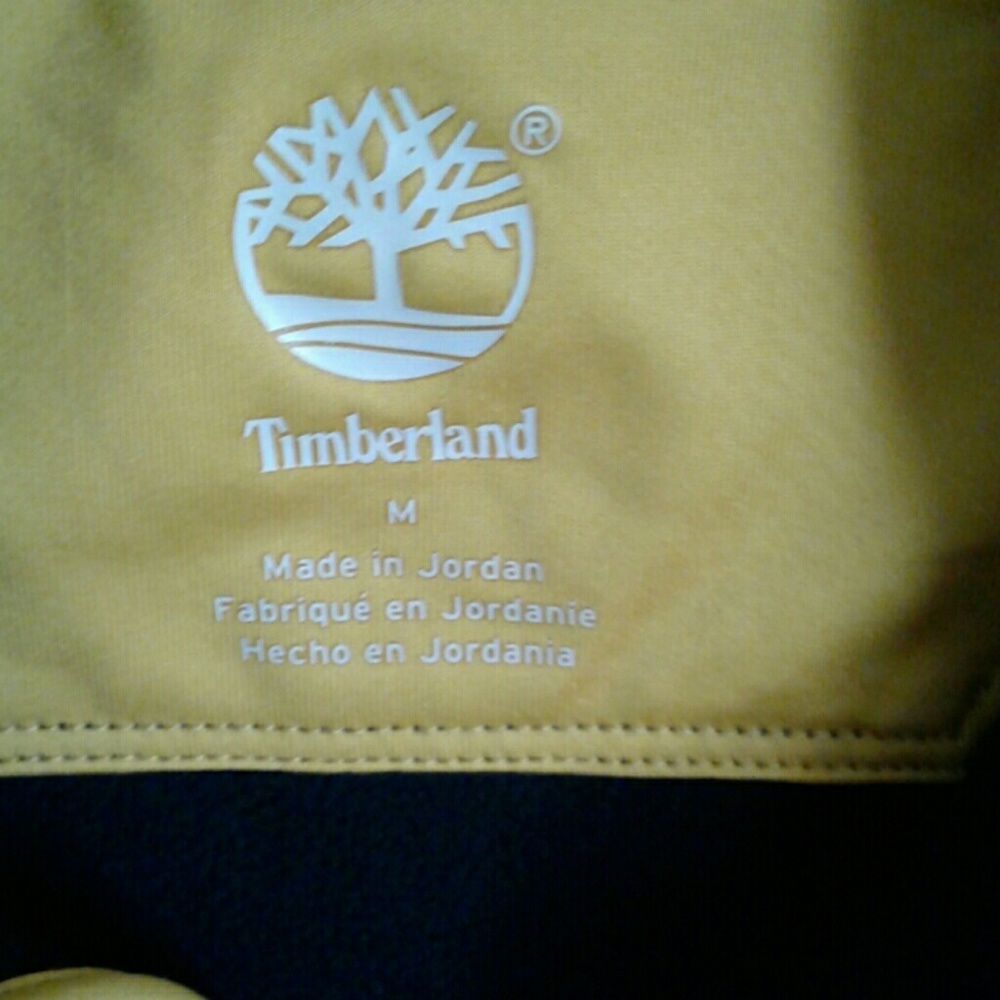 ®
Timberland
M
Made in Jordan
Fabriqué en Jordanie
Hecho en Jordania